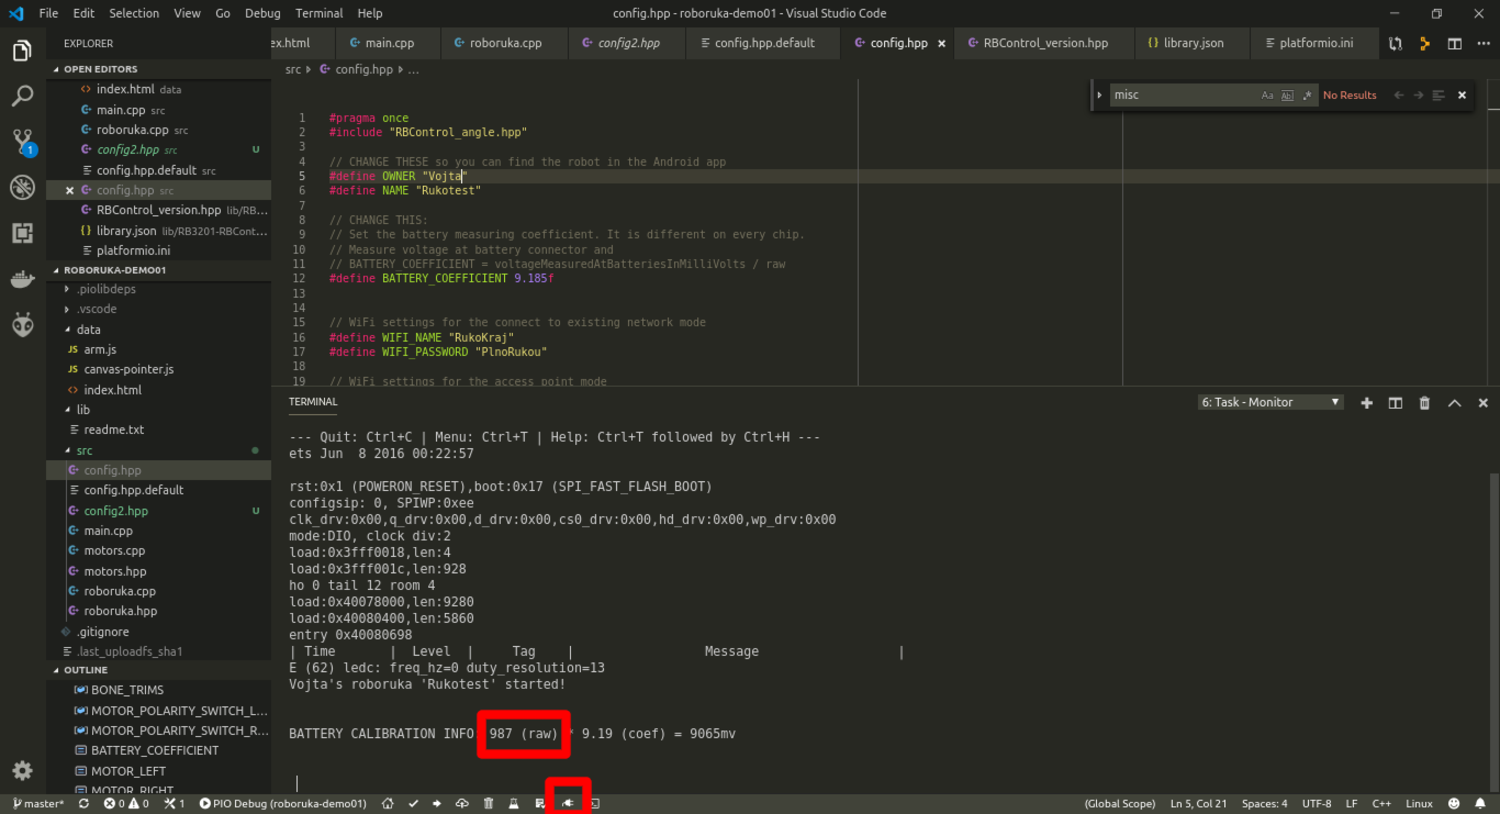 File Edit Selection View Go Debug Terminal Help
config.hpp - roboruka-demo01 - Visual Studio Code
EXPLORER
OPEN EDITORS
index.html data
main.cpp src
roboruka.cpp src
config2.hpp src U
config.hpp.default src
config.hpp src
RBControl_version.hpp lib/RB...
library.json lib/RB3201-RBCont...
platformio.ini
ROBORUKA-DEMO01
.piolibdeps
.vscode
data
arm.js
canvas-pointer.js
index.html
lib
readme.txt
src
config.hpp
config.hpp.default
config2.hpp U
main.cpp
motors.cpp
motors.hpp
roboruka.cpp
roboruka.hpp
.gitignore
.last_uploadfs_sha1
OUTLINE
BONE_TRIMS
MOTOR_POLARITY_SWITCH_L...
MOTOR_POLARITY_SWITCH_R...
BATTERY_COEFFICIENT
MOTOR_LEFT
MOTOR_RIGHT
ex.html main.cpp roboruka.cpp config2.hpp config.hpp.default config.hpp RBControl_version.hpp library.json platformio.ini
src config.hpp ...
misc Aa Abl .* No Results
1 #pragma once
2 #include "RBControl_angle.hpp"
3
4 // CHANGE THESE so you can find the robot in the Android app
5 #define OWNER "Vojta"
6 #define NAME "Rukotest"
7
8 // CHANGE THIS:
9 // Set the battery measuring coefficient. It is different on every chip.
10 // Measure voltage at battery connector and
11 // BATTERY_COEFFICIENT = voltageMeasuredAtBatteriesInMilliVolts / raw
12 #define BATTERY_COEFFICIENT 9.185f
13
14
15 // WiFi settings for the connect to existing network mode
16 #define WIFI_NAME "RukoKraj"
17 #define WIFI_PASSWORD "PlnoRukou"
18
19 // WiFi settings for the access point mode
TERMINAL
6: Task - Monitor
--- Quit: Ctrl+C | Menu: Ctrl+T | Help: Ctrl+T followed by Ctrl+H ---
ets Jun  8 2016 00:22:57
rst:0x1 (POWERON_RESET),boot:0x17 (SPI_FAST_FLASH_BOOT)
configsip: 0, SPIWP:0xee
clk_drv:0x00,q_drv:0x00,d_drv:0x00,cs0_drv:0x00,hd_drv:0x00,wp_drv:0x00
mode:DIO, clock div:2
load:0x3fff0018,len:4
load:0x3fff001c,len:928
ho 0 tail 12 room 4
load:0x40078000,len:9280
load:0x40080400,len:5860
entry 0x40080698
| Time | Level | Tag | Message |
E (62) ledc: freq_hz=0 duty_resolution=13
Vojta's roboruka 'Rukotest' started!
BATTERY CALIBRATION INFO 987 (raw) * 9.19 (coef) = 9065mv
master* 0 0 1 PIO Debug (roboruka-demo01)
(Global Scope) Ln 5, Col 21 Spaces: 4 UTF-8 LF C++ Linux
1